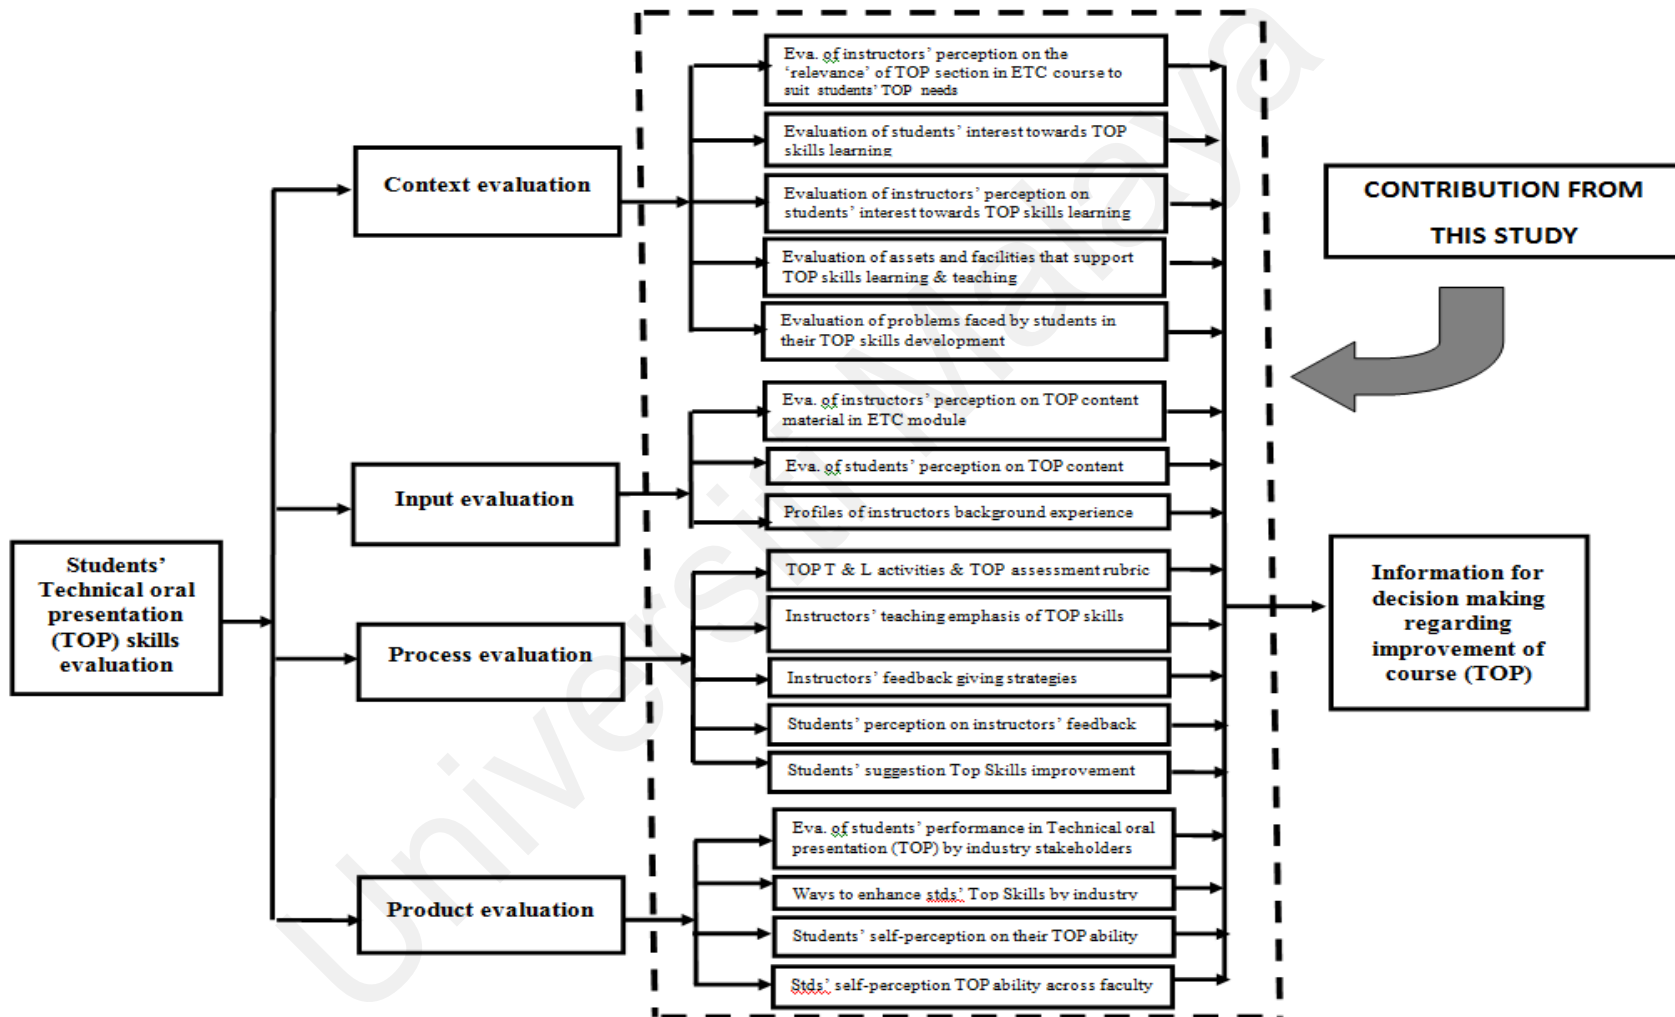 Eva. of instructors' perception on the
'relevance' of TOP section in ETC course to
suit students' TOP needs
Evaluation of students' interest towards TOP
skills learning
Context evaluation
Evaluation of instructors' perception on
students' interest towards TOP skills learning
CONTRIBUTION FROM
THIS STUDY
Evaluation of assets and facilities that support
TOP skills learning & teaching
Evaluation of problems faced by students in
their TOP skills development
Eva. of instructors' perception on TOP content
material in ETC module
Eva. of students' perception on TOP content
Input evaluation
Profiles of instructors background experience
Students'
Technical oral
presentation
(TOP) skills
evaluation
TOP T & L activities & TOP assessment rubric
Instructors' teaching emphasis of TOP skills
Process evaluation
Instructors' feedback giving strategies
Students' perception on instructors' feedback
Students' suggestion Top Skills improvement
Information for
decision making
regarding
improvement of
course (TOP)
Eva. of students' performance in Technical oral
presentation (TOP) by industry stakeholders
Ways to enhance stds' Top Skills by industry
Product evaluation
Students' self-perception on their TOP ability
Stds' self-perception TOP ability across faculty
Universiti Malaya